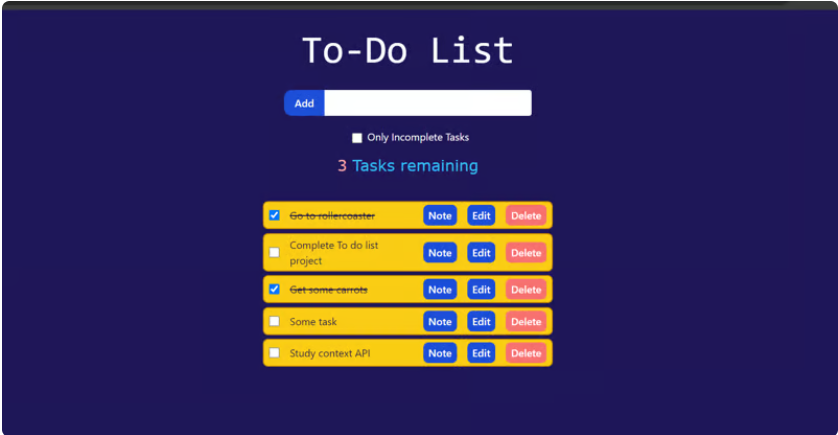 To-Do List
Add
Only Incomplete Tasks
3 Tasks remaining
Go to rollercoaster Note Edit Delete
Complete To do list
project Note Edit Delete
Get some carrots Note Edit Delete
Some task Note Edit Delete
Study context API Note Edit Delete